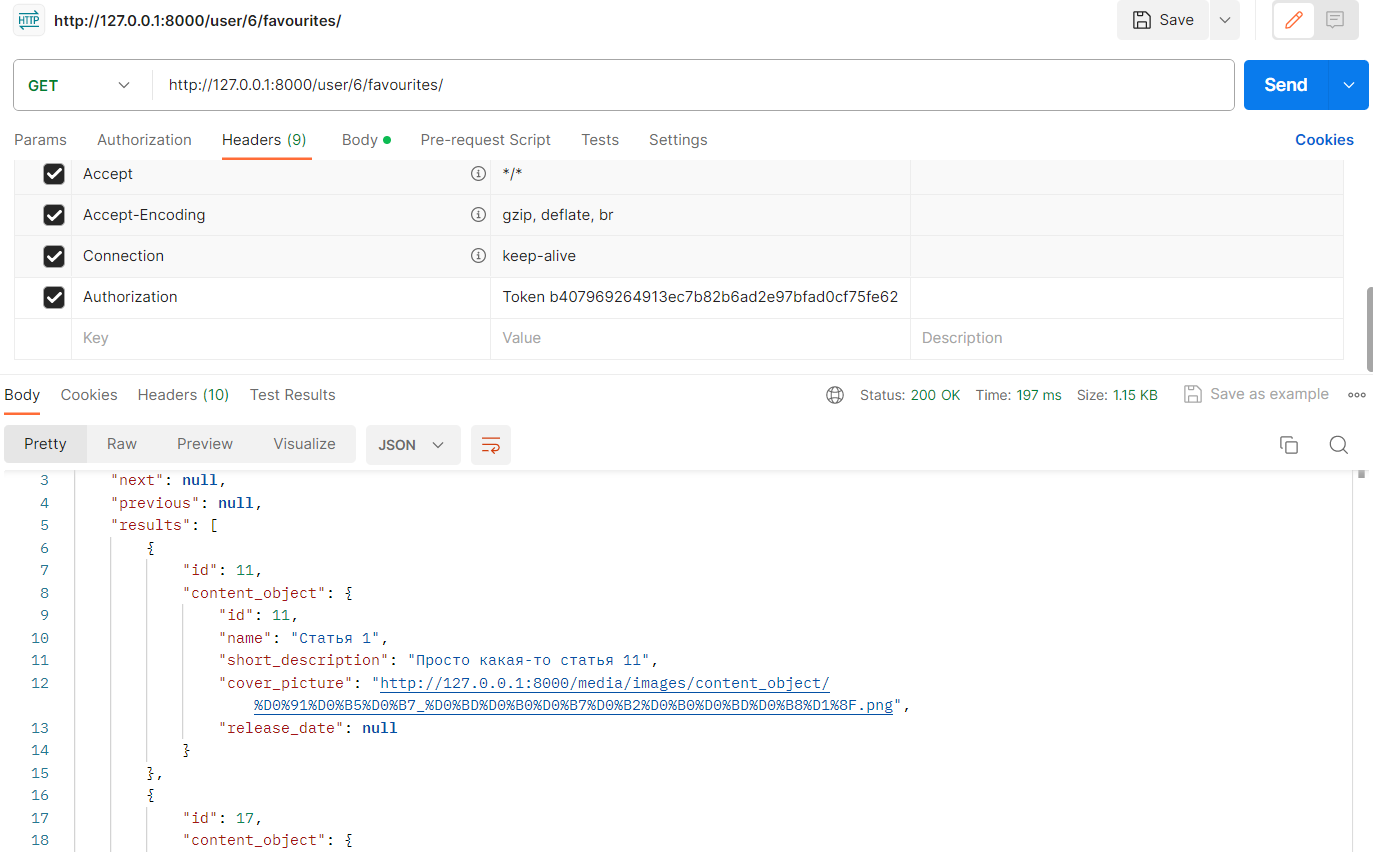 HTTP http://127.0.0.1:8000/user/6/favourites/ Save
GET http://127.0.0.1:8000/user/6/favourites/ Send
Params Authorization Headers (9) Body Pre-request Script Tests Settings Cookies
Accept */*
Accept-Encoding gzip, deflate, br
Connection keep-alive
Authorization Token b407969264913ec7b82b6ad2e97bfad0cf75fe62
Key Value Description
Body Cookies Headers (10) Test Results Status: 200 OK Time: 197 ms Size: 1.15 KB Save as example
Pretty Raw Preview Visualize JSON
3 "next": null,
4 "previous": null,
5 "results": [
6 {
7 "id": 11,
8 "content_object": {
9 "id": 11,
10 "name": "Статья 1",
11 "short_description": "Просто какая-то статья 11",
12 "cover_picture": "http://127.0.0.1:8000/media/images/content_object/
%D0%91%D0%B5%D0%B7_%D0%BD%D0%B0%D0%B7%D0%B2%D0%B0%D0%BD%D0%B8%D1%8F.png",
13 "release_date": null
14 }
15 },
16 {
17 "id": 17,
18 "content_object": {